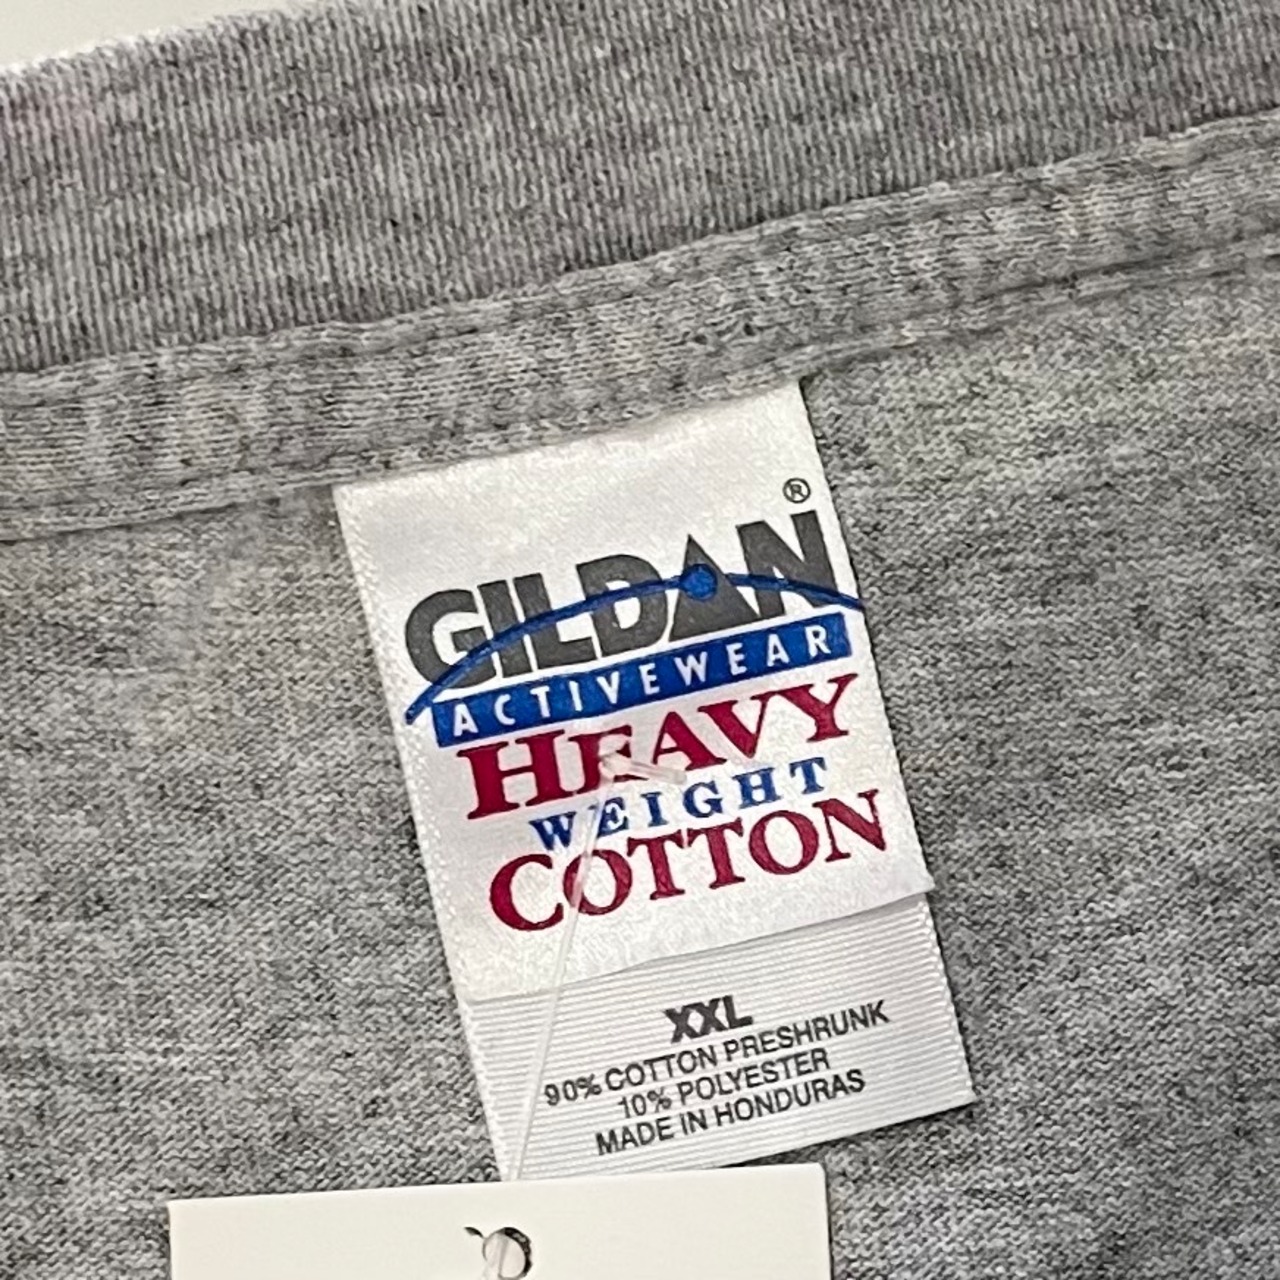 ®
GILDAN
ACTIVEWEAR
HEAVY
WEIGHT
COTTON
XXL
90% COTTON PRESHRUNK
10% POLYESTER
MADE IN HONDURAS